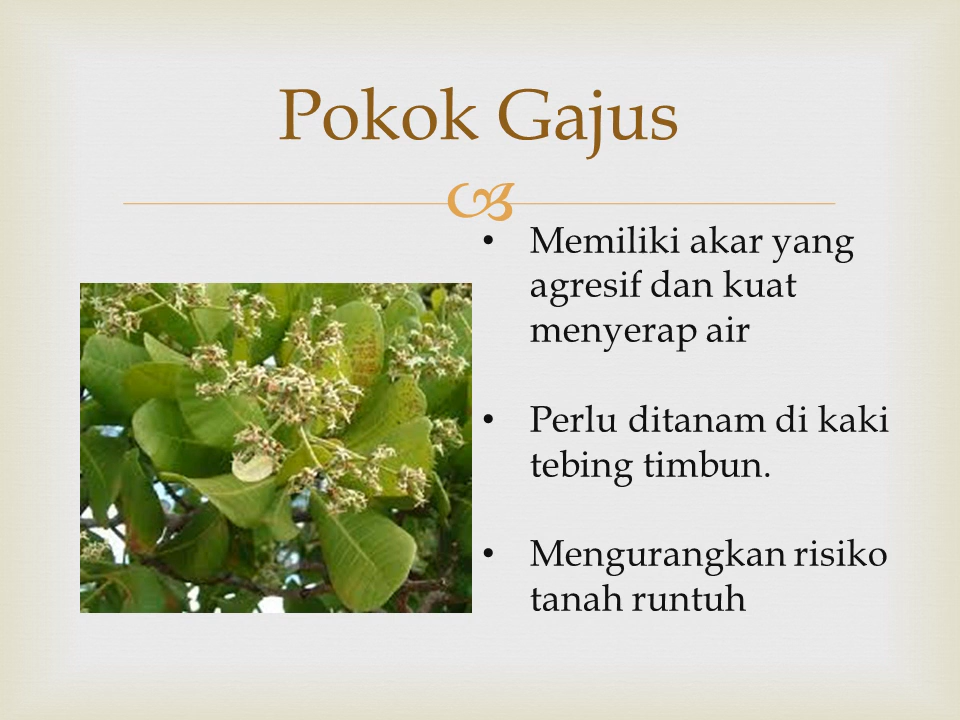 Pokok Gajus
• Memiliki akar yang
agresif dan kuat
menyerap air
• Perlu ditanam di kaki
tebing timbun.
• Mengurangkan risiko
tanah runtuh